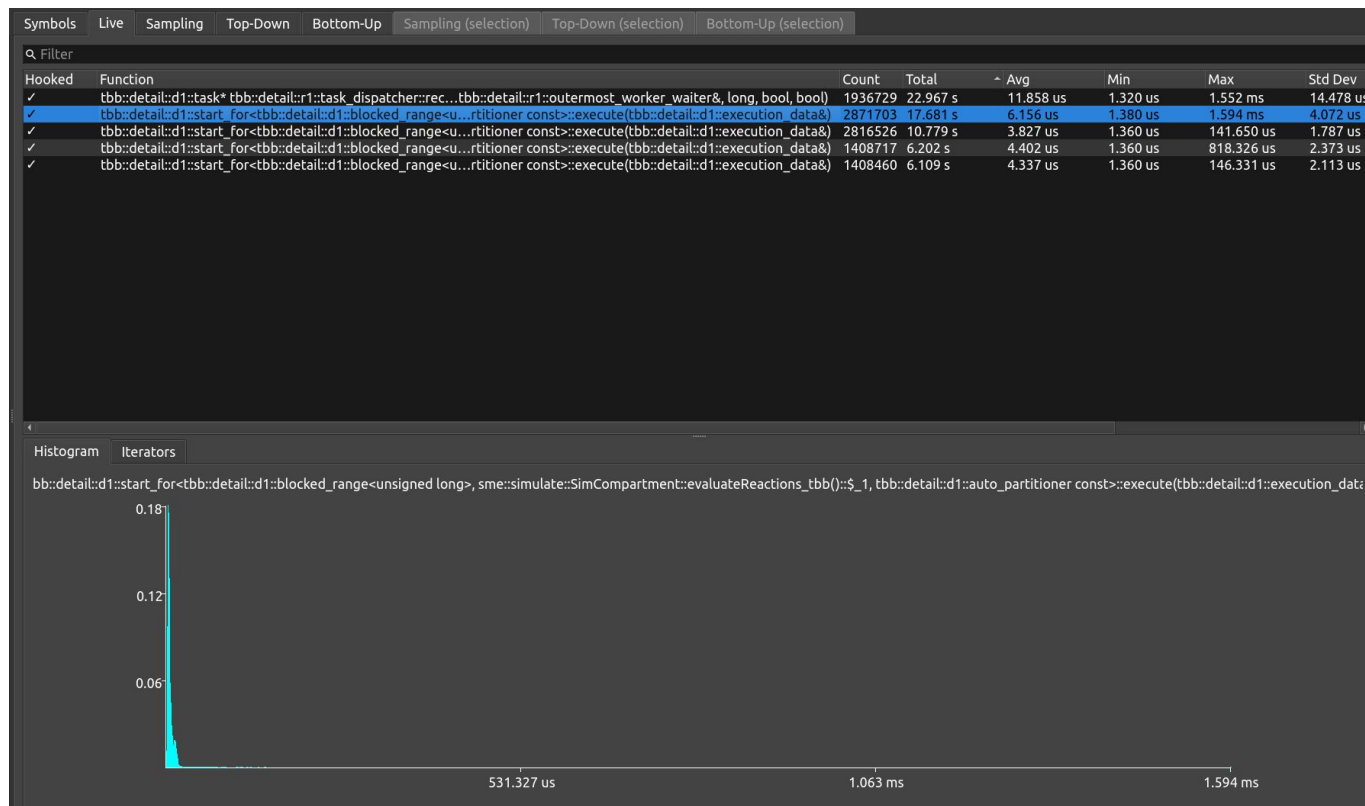 Symbols Live Sampling Top-Down Bottom-Up Sampling (selection) Top-Down (selection) Bottom-Up (selection)
Filter
Hooked Function Count Total Avg Min Max Std Dev
✓ tbb::detail::d1::task* tbb::detail::r1::task_dispatcher::rec...tbb::detail::r1::outermost_worker_waiter&, long, bool, bool) 1936729 22.967 s 11.858 us 1.320 us 1.552 ms 14.478 us
✓ tbb::detail::d1::start_for<tbb::detail::d1::blocked_range<u...rtitioner const>::execute(tbb::detail::d1::execution_data&) 2871703 17.681 s 6.156 us 1.380 us 1.594 ms 4.072 us
✓ tbb::detail::d1::start_for<tbb::detail::d1::blocked_range<u...rtitioner const>::execute(tbb::detail::d1::execution_data&) 2816526 10.779 s 3.827 us 1.360 us 141.650 us 1.787 us
✓ tbb::detail::d1::start_for<tbb::detail::d1::blocked_range<u...rtitioner const>::execute(tbb::detail::d1::execution_data&) 1408717 6.202 s 4.402 us 1.360 us 818.326 us 2.373 us
✓ tbb::detail::d1::start_for<tbb::detail::d1::blocked_range<u...rtitioner const>::execute(tbb::detail::d1::execution_data&) 1408460 6.109 s 4.337 us 1.360 us 146.331 us 2.113 us
Histogram Iterators
bb::detail::d1::start_for<tbb::detail::d1::blocked_range<unsigned long>, sme::simulate::SimCompartment::evaluateReactions_tbb()::$_1, tbb::detail::d1::auto_partitioner const>::execute(tbb::detail::d1::execution_data
0.18
0.12
0.06
531.327 us 1.063 ms 1.594 ms